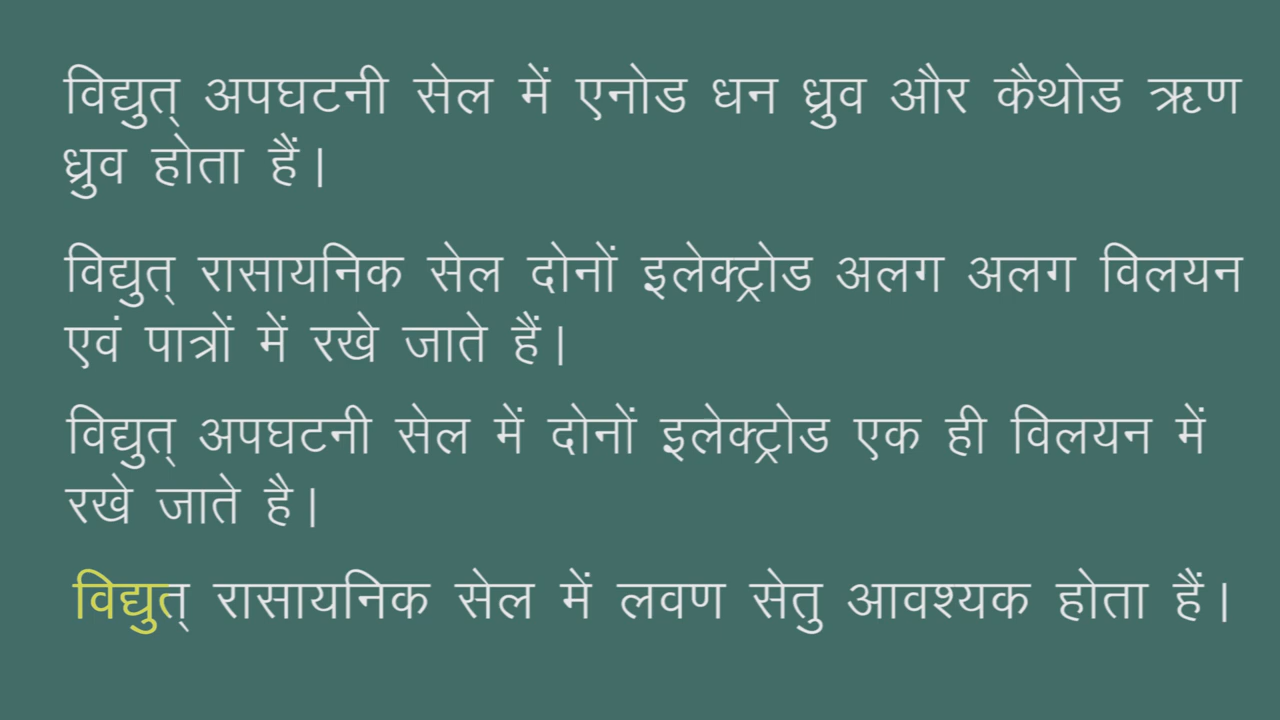 विद्युत् अपघटनी सेल में एनोड धन ध्रुव और कैथोड ऋण
ध्रुव होता हैं।
विद्युत् रासायनिक सेल दोनों इलेक्ट्रोड अलग अलग विलयन
एवं पात्रों में रखे जाते हैं।
विद्युत् अपघटनी सेल में दोनों इलेक्ट्रोड एक ही विलयन में
रखे जाते है।
विद्युत् रासायनिक सेल में लवण सेतु आवश्यक होता हैं।